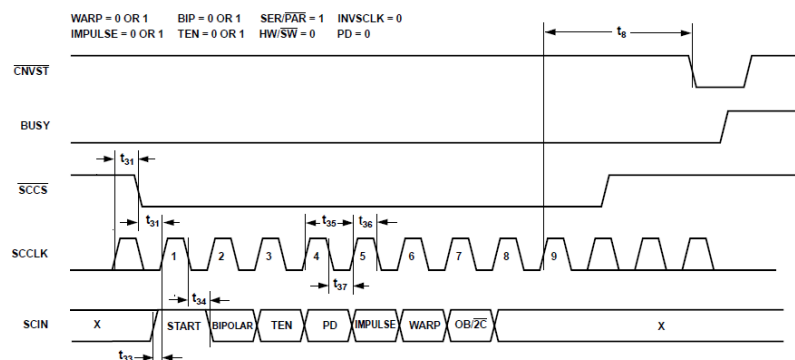 WARP = 0 OR 1 BIP = 0 OR 1 SER/PAR = 1 INVSCLK = 0
IMPULSE = 0 OR 1 TEN = 0 OR 1 HW/SW = 0 PD = 0
t8
CNVST
BUSY
t31
SCCS
t31 t35 t36
SCCLK 1 2 3 4 5 6 7 8 9
t34 t37
SCIN X START BIPOLAR TEN PD IMPULSE WARP OB/2C X
t33